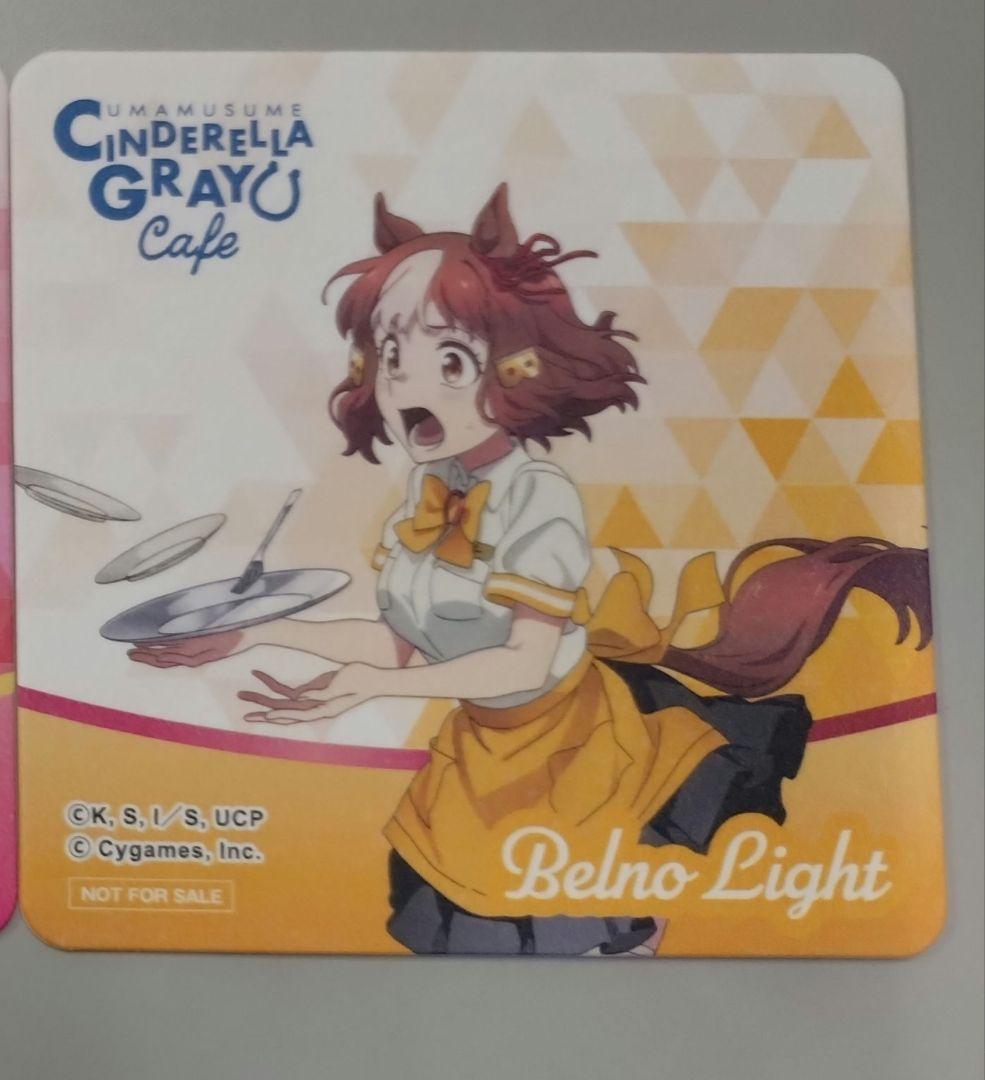 UMAMUSUME
CINDERELLA
GRAY
Cafe
©K, S, I／S, UCP
© Cygames, Inc.
NOT FOR SALE
Belno Light